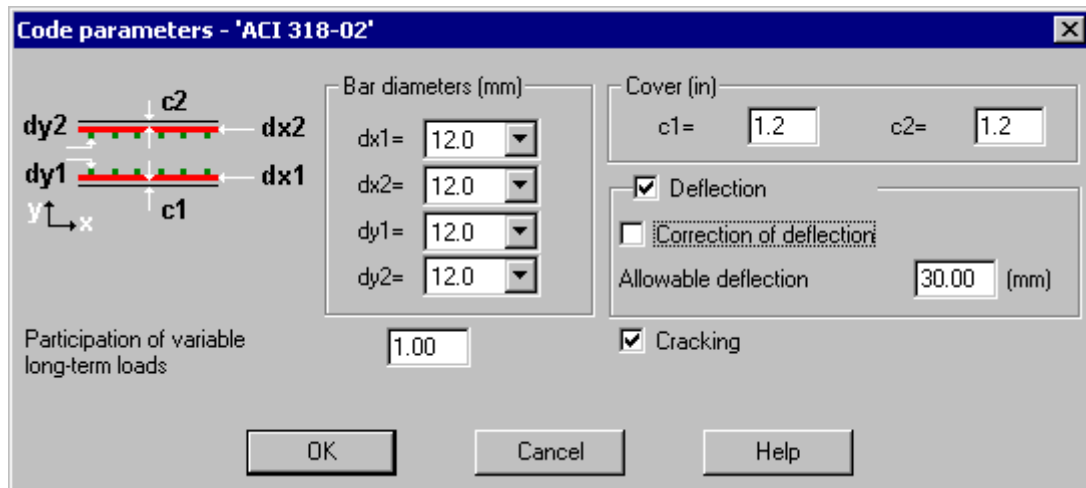 Code parameters - 'ACI 318-02'
c2
dy2
dx2
dy1
dx1
c1
y
x
Bar diameters (mm)
dx1= 12.0
dx2= 12.0
dy1= 12.0
dy2= 12.0
Cover (in)
c1= 1.2 c2= 1.2
Deflection
Correction of deflection
Allowable deflection 30.00 (mm)
Participation of variable
long-term loads
1.00
Cracking
OK Cancel Help